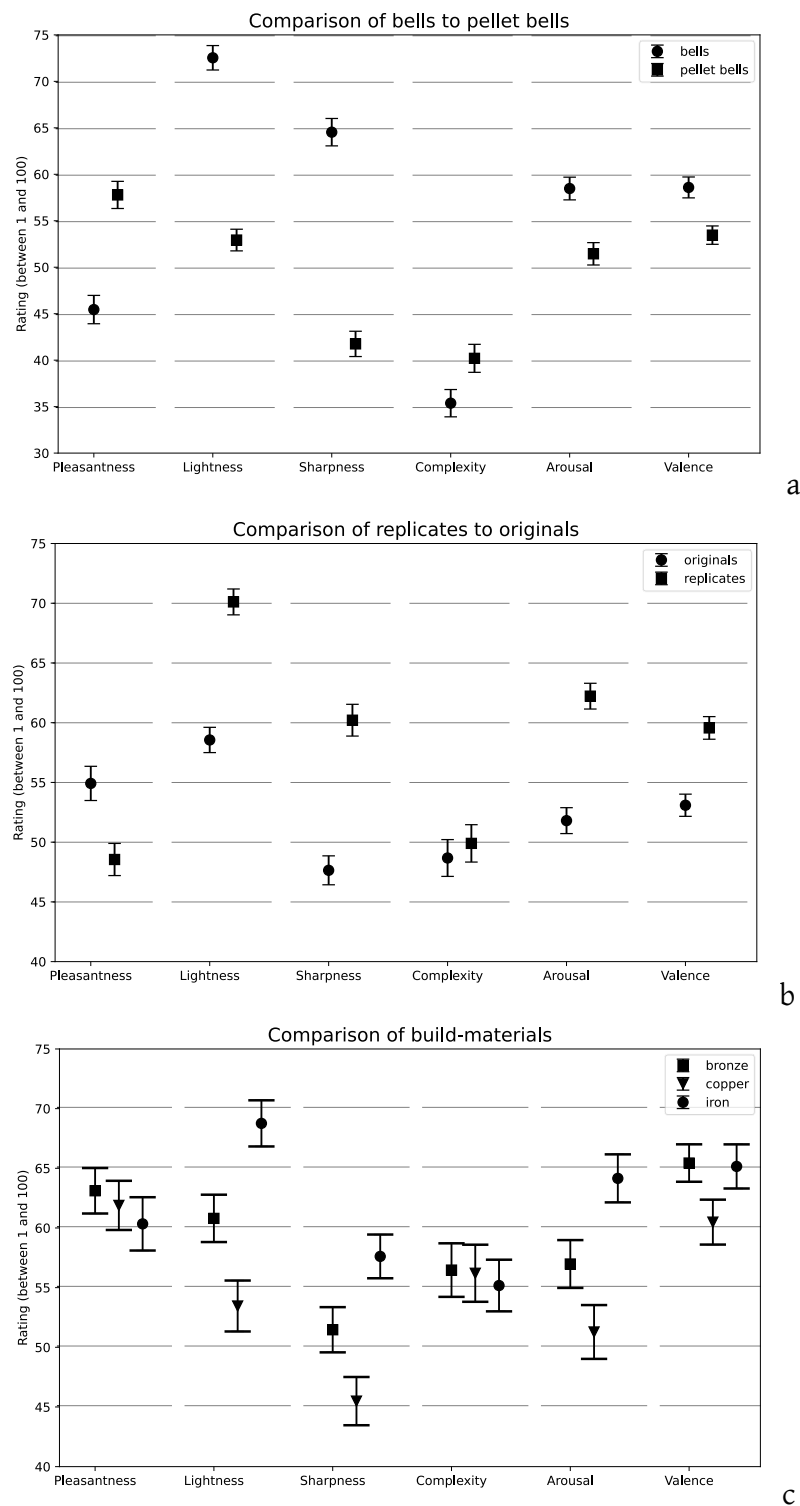 Comparison of bells to pellet bells
75
70
65
60
55
50
45
40
35
30
Rating (between 1 and 100)
bells
pellet bells
Pleasantness Lightness Sharpness Complexity Arousal Valence
a
Comparison of replicates to originals
75
70
65
60
55
50
45
40
Rating (between 1 and 100)
originals
replicates
Pleasantness Lightness Sharpness Complexity Arousal Valence
b
Comparison of build-materials
75
70
65
60
55
50
45
40
Rating (between 1 and 100)
bronze
copper
iron
Pleasantness Lightness Sharpness Complexity Arousal Valence
c